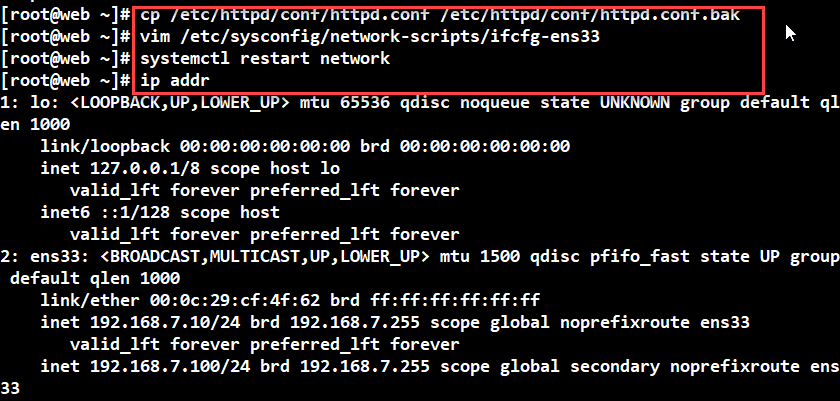 [root@web ~]# cp /etc/httpd/conf/httpd.conf /etc/httpd/conf/httpd.conf.bak
[root@web ~]# vim /etc/sysconfig/network-scripts/ifcfg-ens33
[root@web ~]# systemctl restart network
[root@web ~]# ip addr
1: lo: <LOOPBACK,UP,LOWER_UP> mtu 65536 qdisc noqueue state UNKNOWN group default ql
en 1000
    link/loopback 00:00:00:00:00:00 brd 00:00:00:00:00:00
    inet 127.0.0.1/8 scope host lo
       valid_lft forever preferred_lft forever
    inet6 ::1/128 scope host
       valid_lft forever preferred_lft forever
2: ens33: <BROADCAST,MULTICAST,UP,LOWER_UP> mtu 1500 qdisc pfifo_fast state UP group
 default qlen 1000
    link/ether 00:0c:29:cf:4f:62 brd ff:ff:ff:ff:ff:ff
    inet 192.168.7.10/24 brd 192.168.7.255 scope global noprefixroute ens33
       valid_lft forever preferred_lft forever
    inet 192.168.7.100/24 brd 192.168.7.255 scope global secondary noprefixroute ens
33